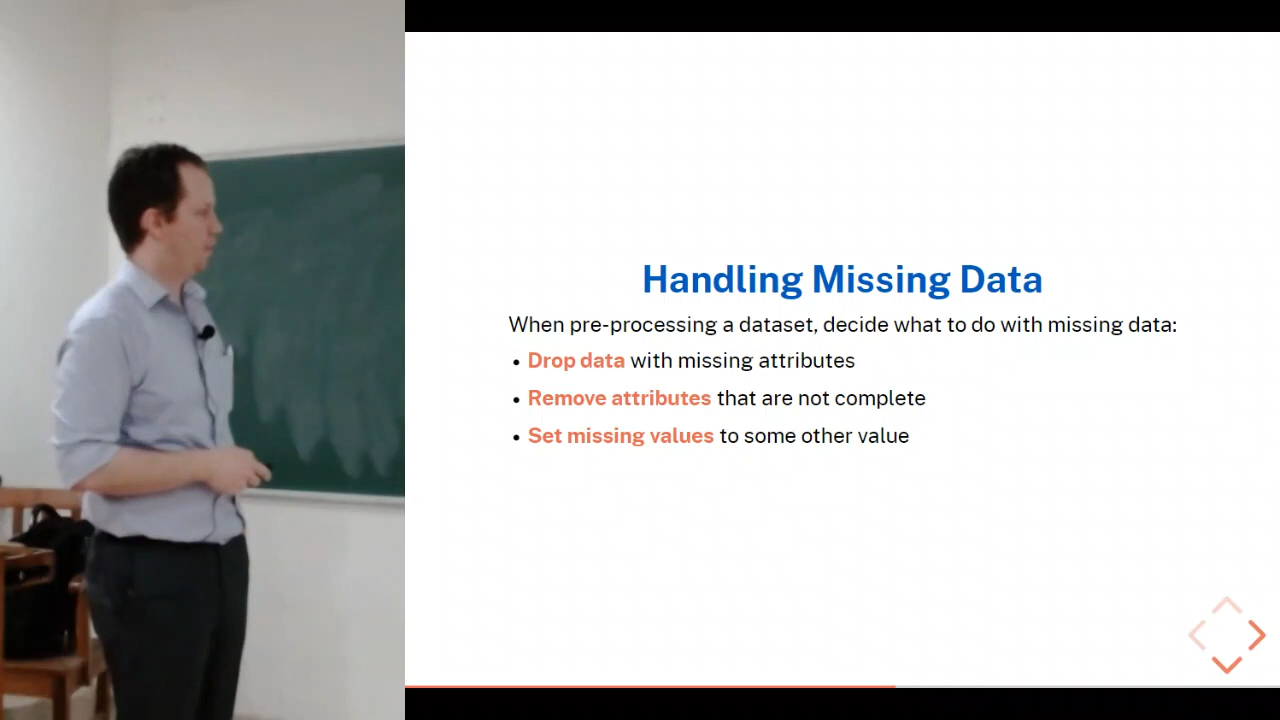 Handling Missing Data
When pre-processing a dataset, decide what to do with missing data:
• Drop data with missing attributes
• Remove attributes that are not complete
• Set missing values to some other value